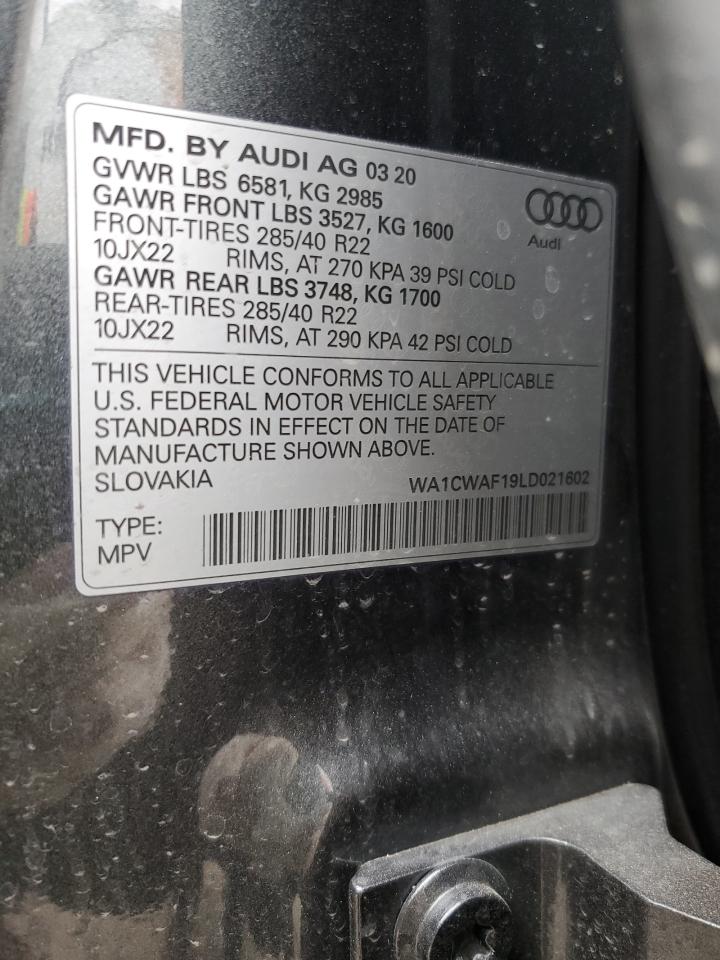 MFD. BY AUDI AG 03 20
GVWR LBS 6581, KG 2985
GAWR FRONT LBS 3527, KG 1600
FRONT-TIRES 285/40 R22
10JX22 RIMS, AT 270 KPA 39 PSI COLD
GAWR REAR LBS 3748, KG 1700
REAR-TIRES 285/40 R22
10JX22 RIMS, AT 290 KPA 42 PSI COLD
Audi
THIS VEHICLE CONFORMS TO ALL APPLICABLE
U.S. FEDERAL MOTOR VEHICLE SAFETY
STANDARDS IN EFFECT ON THE DATE OF
MANUFACTURE SHOWN ABOVE.
SLOVAKIA WA1CWAF19LD021602
TYPE:
MPV